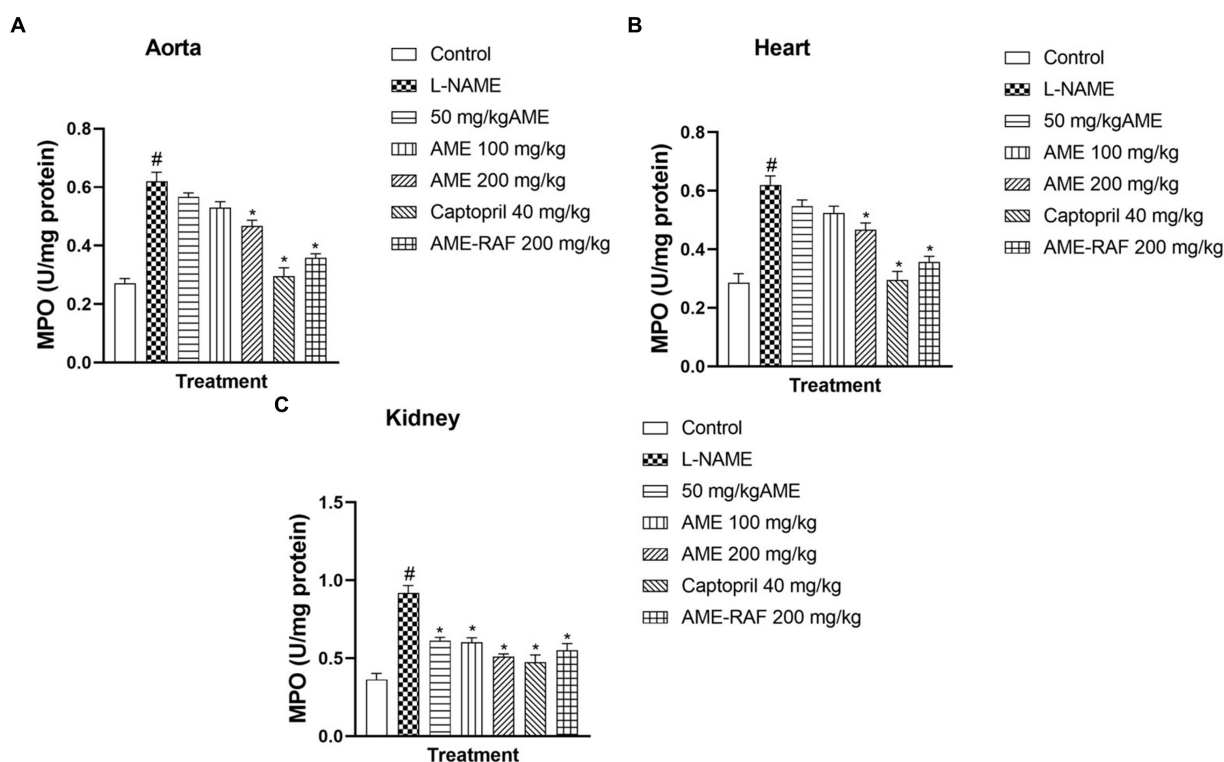 A
Aorta
MPO (U/mg protein)
0.8
0.6
0.4
0.2
0.0
#
*
*
*
Treatment
Control
L-NAME
50 mg/kgAME
AME 100 mg/kg
AME 200 mg/kg
Captopril 40 mg/kg
AME-RAF 200 mg/kg
B
Heart
MPO (U/mg protein)
0.8
0.6
0.4
0.2
0.0
#
*
*
*
Treatment
Control
L-NAME
50 mg/kgAME
AME 100 mg/kg
AME 200 mg/kg
Captopril 40 mg/kg
AME-RAF 200 mg/kg
C
Kidney
MPO (U/mg protein)
1.5
1.0
0.5
0.0
#
*
*
*
*
*
Treatment
Control
L-NAME
50 mg/kgAME
AME 100 mg/kg
AME 200 mg/kg
Captopril 40 mg/kg
AME-RAF 200 mg/kg